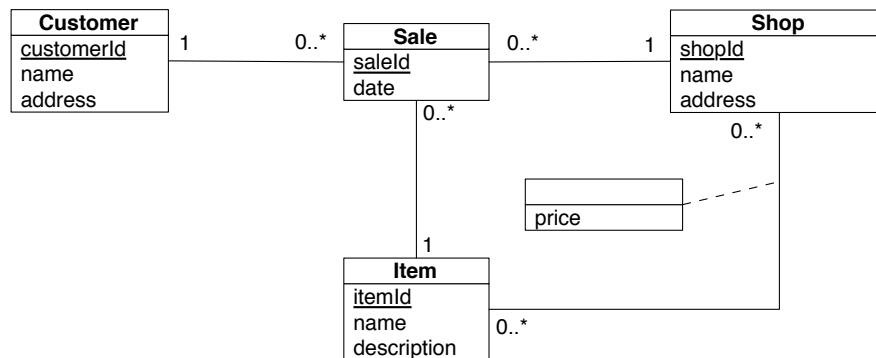 Customer
customerId
name
address
1
0..*
Sale
saleId
date
0..*
1
Shop
shopId
name
address
0..*
0..*
price
1
Item
itemId
name
description
0..*